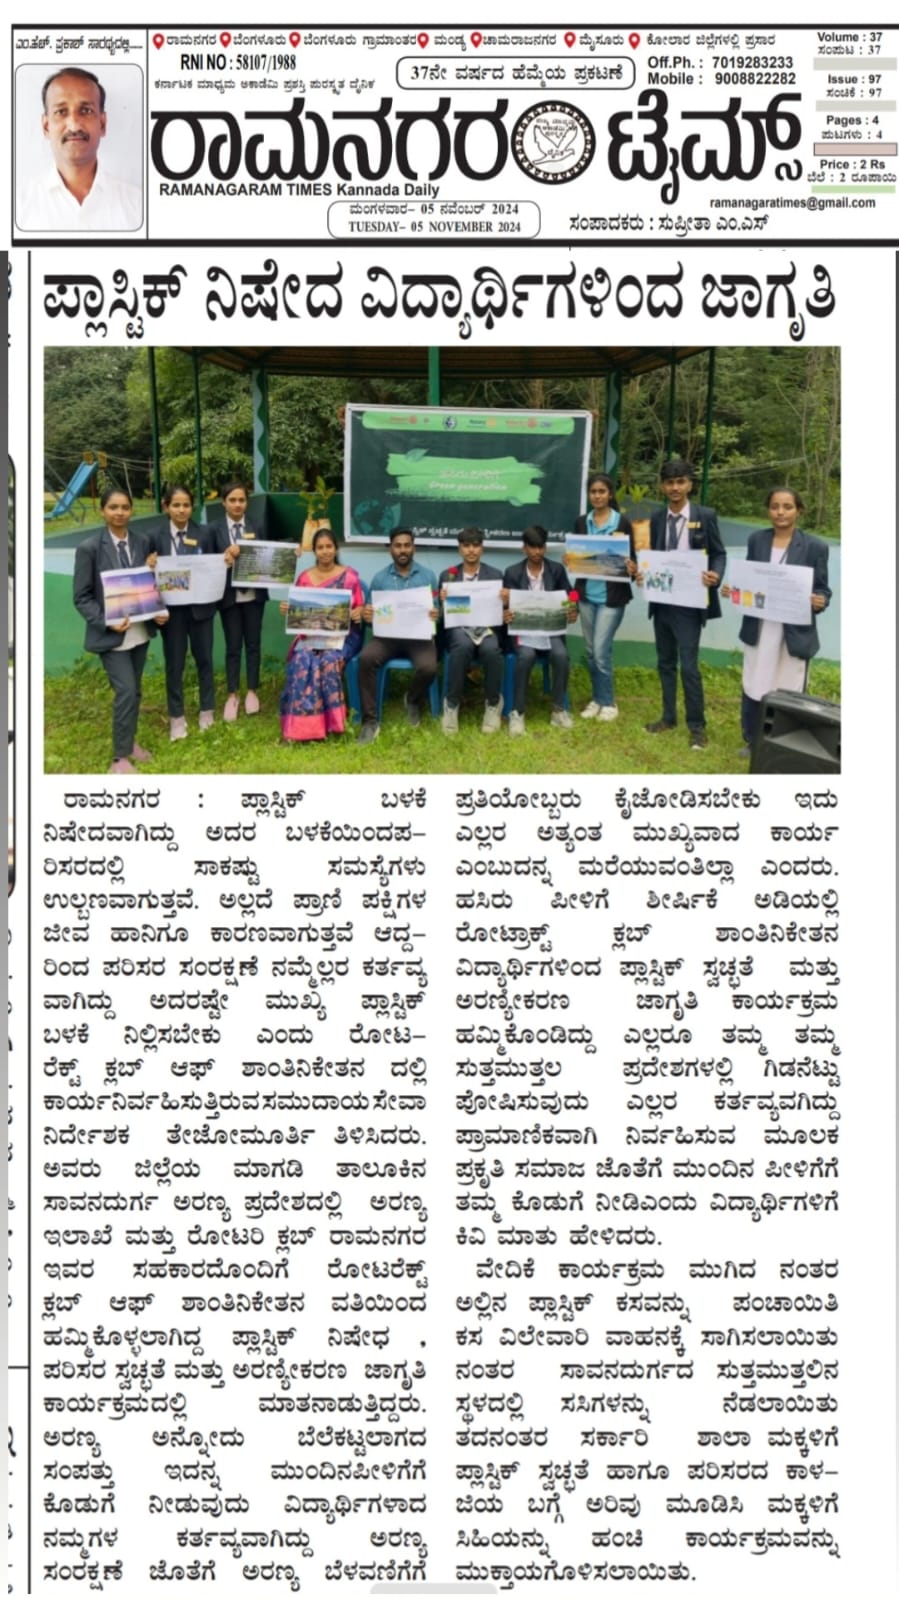 ಎಂ.ಹೆಚ್. ಪ್ರಕಾಶ್ ಸಾರಥ್ಯದಲ್ಲಿ.....
ರಾಮನಗರ ಬೆಂಗಳೂರು ಬೆಂಗಳೂರು ಗ್ರಾಮಾಂತರ ಮಂಡ್ಯ ಚಾಮರಾಜನಗರ ಮೈಸೂರು ಕೋಲಾರ ಜಿಲ್ಲೆಗಳಲ್ಲಿ ಪ್ರಸಾರ
RNI NO : 58107/1988
ಕರ್ನಾಟಕ ಮಾಧ್ಯಮ ಅಕಾಡೆಮಿ ಪ್ರಶಸ್ತಿ ಪುರಸ್ಕೃತ ದೈನಿಕ
37ನೇ ವರ್ಷದ ಹೆಮ್ಮೆಯ ಪ್ರಕಟಣೆ
Off.Ph. : 7019283233
Mobile : 9008822282
Volume : 37
ಸಂಪುಟ : 37
Issue : 97
ಸಂಚಿಕೆ : 97
Pages : 4
ಪುಟಗಳು : 4
Price : 2 Rs
ಬೆಲೆ : 2 ರೂಪಾಯಿ
ರಾಮನಗರ ಟೈಮ್ಸ್
RAMANAGARAM TIMES Kannada Daily
ramanagaratimes@gmail.com
ಮಂಗಳವಾರ– 05 ನವೆಂಬರ್ 2024
TUESDAY– 05 NOVEMBER 2024
ಸಂಪಾದಕರು : ಸುಪ್ರೀತಾ ಎಂ.ಎಸ್
ಪ್ಲಾಸ್ಟಿಕ್ ನಿಷೇದ ವಿದ್ಯಾರ್ಥಿಗಳಿಂದ ಜಾಗೃತಿ
ಹಸಿರು ಪೀಳಿಗೆ
Green generation
ರಾಮನಗರ : ಪ್ಲಾಸ್ಟಿಕ್ ಬಳಕೆ
ನಿಷೇದವಾಗಿದ್ದು ಅದರ ಬಳಕೆಯಿಂದಪ–
ರಿಸರದಲ್ಲಿ ಸಾಕಷ್ಟು ಸಮಸ್ಯೆಗಳು
ಉಲ್ಬಣವಾಗುತ್ತವೆ. ಅಲ್ಲದೆ ಪ್ರಾಣಿ ಪಕ್ಷಿಗಳ
ಜೀವ ಹಾನಿಗೂ ಕಾರಣವಾಗುತ್ತವೆ ಆದ್ದ–
ರಿಂದ ಪರಿಸರ ಸಂರಕ್ಷಣೆ ನಮ್ಮೆಲ್ಲರ ಕರ್ತವ್ಯ
ವಾಗಿದ್ದು ಅದರಷ್ಟೇ ಮುಖ್ಯ ಪ್ಲಾಸ್ಟಿಕ್
ಬಳಕೆ ನಿಲ್ಲಿಸಬೇಕು ಎಂದು ರೋಟ–
ರೆಕ್ಟ್ ಕ್ಲಬ್ ಆಫ್ ಶಾಂತಿನಿಕೇತನ ದಲ್ಲಿ
ಕಾರ್ಯನಿರ್ವಹಿಸುತ್ತಿರುವ ಸಮುದಾಯ ಸೇವಾ
ನಿರ್ದೇಶಕ ತೇಜೋಮೂರ್ತಿ ತಿಳಿಸಿದರು.
ಅವರು ಜಿಲ್ಲೆಯ ಮಾಗಡಿ ತಾಲೂಕಿನ
ಸಾವನದುರ್ಗ ಅರಣ್ಯ ಪ್ರದೇಶದಲ್ಲಿ ಅರಣ್ಯ
ಇಲಾಖೆ ಮತ್ತು ರೋಟರಿ ಕ್ಲಬ್ ರಾಮನಗರ
ಇವರ ಸಹಕಾರದೊಂದಿಗೆ ರೋಟರೆಕ್ಟ್
ಕ್ಲಬ್ ಆಫ್ ಶಾಂತಿನಿಕೇತನ ವತಿಯಿಂದ
ಹಮ್ಮಿಕೊಳ್ಳಲಾಗಿದ್ದ ಪ್ಲಾಸ್ಟಿಕ್ ನಿಷೇಧ ,
ಪರಿಸರ ಸ್ವಚ್ಛತೆ ಮತ್ತು ಅರಣ್ಯೀಕರಣ ಜಾಗೃತಿ
ಕಾರ್ಯಕ್ರಮದಲ್ಲಿ ಮಾತನಾಡುತ್ತಿದ್ದರು.
ಅರಣ್ಯ ಅನ್ನೋದು ಬೆಲೆಕಟ್ಟಲಾಗದ
ಸಂಪತ್ತು ಇದನ್ನ ಮುಂದಿನಪೀಳಿಗೆಗೆ
ಕೊಡುಗೆ ನೀಡುವುದು ವಿದ್ಯಾರ್ಥಿಗಳಾದ
ನಮ್ಮಗಳ ಕರ್ತವ್ಯವಾಗಿದ್ದು ಅರಣ್ಯ
ಸಂರಕ್ಷಣೆ ಜೊತೆಗೆ ಅರಣ್ಯ ಬೆಳವಣಿಗೆಗೆ
ಪ್ರತಿಯೋಬ್ಬರು ಕೈಜೋಡಿಸಬೇಕು ಇದು
ಎಲ್ಲರ ಅತ್ಯಂತ ಮುಖ್ಯವಾದ ಕಾರ್ಯ
ಎಂಬುದನ್ನ ಮರೆಯುವಂತಿಲ್ಲಾ ಎಂದರು.
ಹಸಿರು ಪೀಳಿಗೆ ಶೀರ್ಷಿಕೆ ಅಡಿಯಲ್ಲಿ
ರೋಟ್ರಾಕ್ಟ್ ಕ್ಲಬ್ ಶಾಂತಿನಿಕೇತನ
ವಿದ್ಯಾರ್ಥಿಗಳಿಂದ ಪ್ಲಾಸ್ಟಿಕ್ ಸ್ವಚ್ಛತೆ ಮತ್ತು
ಅರಣ್ಯೀಕರಣ ಜಾಗೃತಿ ಕಾರ್ಯಕ್ರಮ
ಹಮ್ಮಿಕೊಂಡಿದ್ದು ಎಲ್ಲರೂ ತಮ್ಮ ತಮ್ಮ
ಸುತ್ತಮುತ್ತಲ ಪ್ರದೇಶಗಳಲ್ಲಿ ಗಿಡನೆಟ್ಟು
ಪೋಷಿಸುವುದು ಎಲ್ಲರ ಕರ್ತವ್ಯವಗಿದ್ದು
ಪ್ರಾಮಾಣಿಕವಾಗಿ ನಿರ್ವಹಿಸುವ ಮೂಲಕ
ಪ್ರಕೃತಿ ಸಮಾಜ ಜೊತೆಗೆ ಮುಂದಿನ ಪೀಳಿಗೆಗೆ
ತಮ್ಮ ಕೊಡುಗೆ ನೀಡಿಎಂದು ವಿದ್ಯಾರ್ಥಿಗಳಿಗೆ
ಕಿವಿ ಮಾತು ಹೇಳಿದರು.
ವೇದಿಕೆ ಕಾರ್ಯಕ್ರಮ ಮುಗಿದ ನಂತರ
ಅಲ್ಲಿನ ಪ್ಲಾಸ್ಟಿಕ್ ಕಸವನ್ನು ಪಂಚಾಯಿತಿ
ಕಸ ವಿಲೇವಾರಿ ವಾಹನಕ್ಕೆ ಸಾಗಿಸಲಾಯಿತು
ನಂತರ ಸಾವನದುರ್ಗದ ಸುತ್ತಮುತ್ತಲಿನ
ಸ್ಥಳದಲ್ಲಿ ಸಸಿಗಳನ್ನು ನೆಡಲಾಯಿತು
ತದನಂತರ ಸರ್ಕಾರಿ ಶಾಲಾ ಮಕ್ಕಳಿಗೆ
ಪ್ಲಾಸ್ಟಿಕ್ ಸ್ವಚ್ಛತೆ ಹಾಗೂ ಪರಿಸರದ ಕಾಳ–
ಜಿಯ ಬಗ್ಗೆ ಅರಿವು ಮೂಡಿಸಿ ಮಕ್ಕಳಿಗೆ
ಸಿಹಿಯನ್ನು ಹಂಚಿ ಕಾರ್ಯಕ್ರಮವನ್ನು
ಮುಕ್ತಾಯಗೊಳಿಸಲಾಯಿತು.